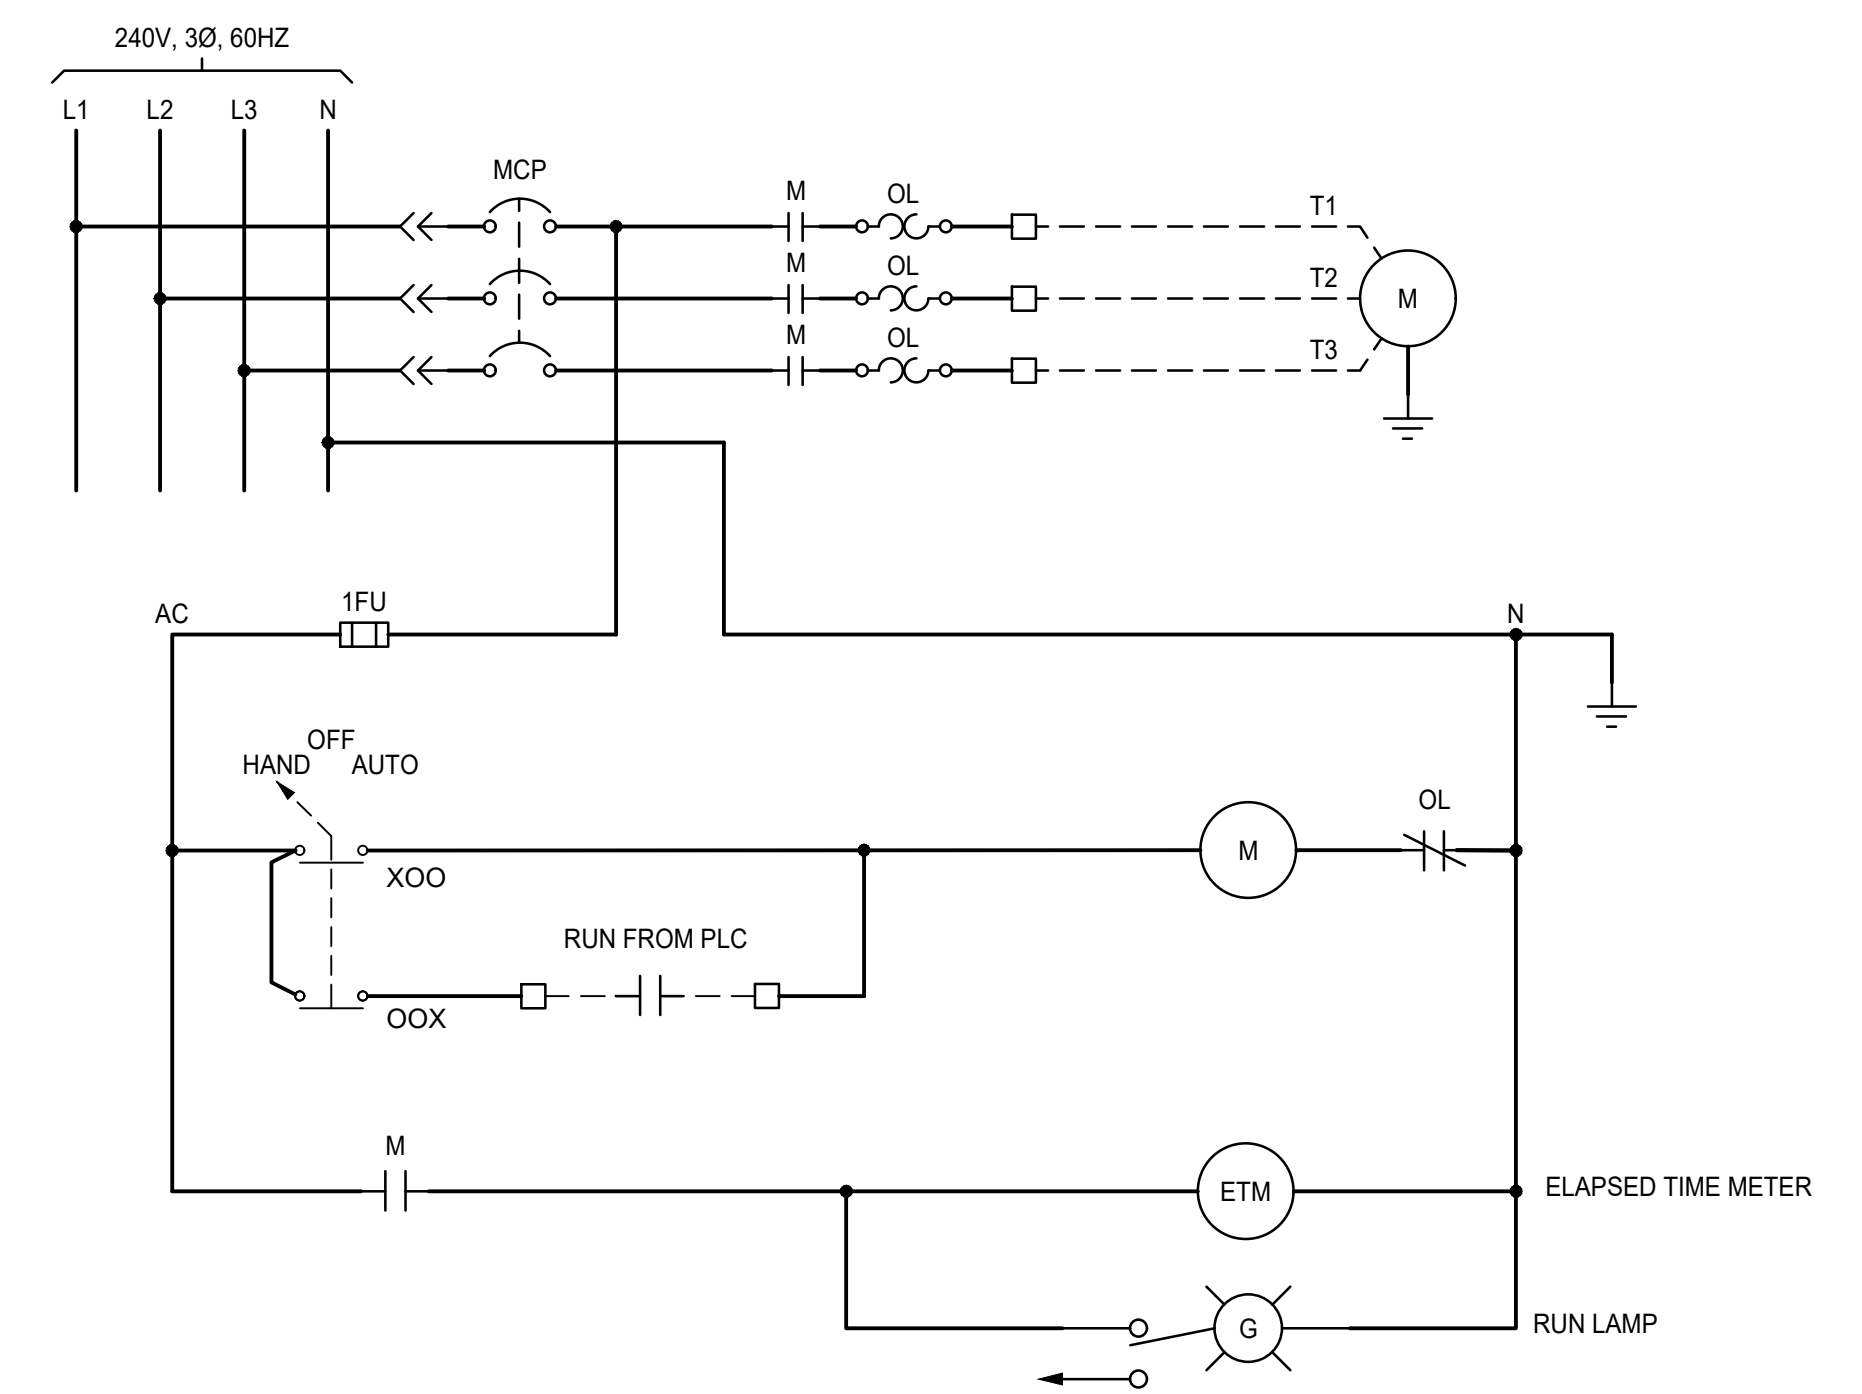 240V, 3Ø, 60HZ
L1 L2 L3 N
MCP
M OL T1
M OL T2
M
M OL T3
AC 1FU N
OFF
HAND AUTO
OL
M
XOO
RUN FROM PLC
OOX
M
ETM ELAPSED TIME METER
G RUN LAMP